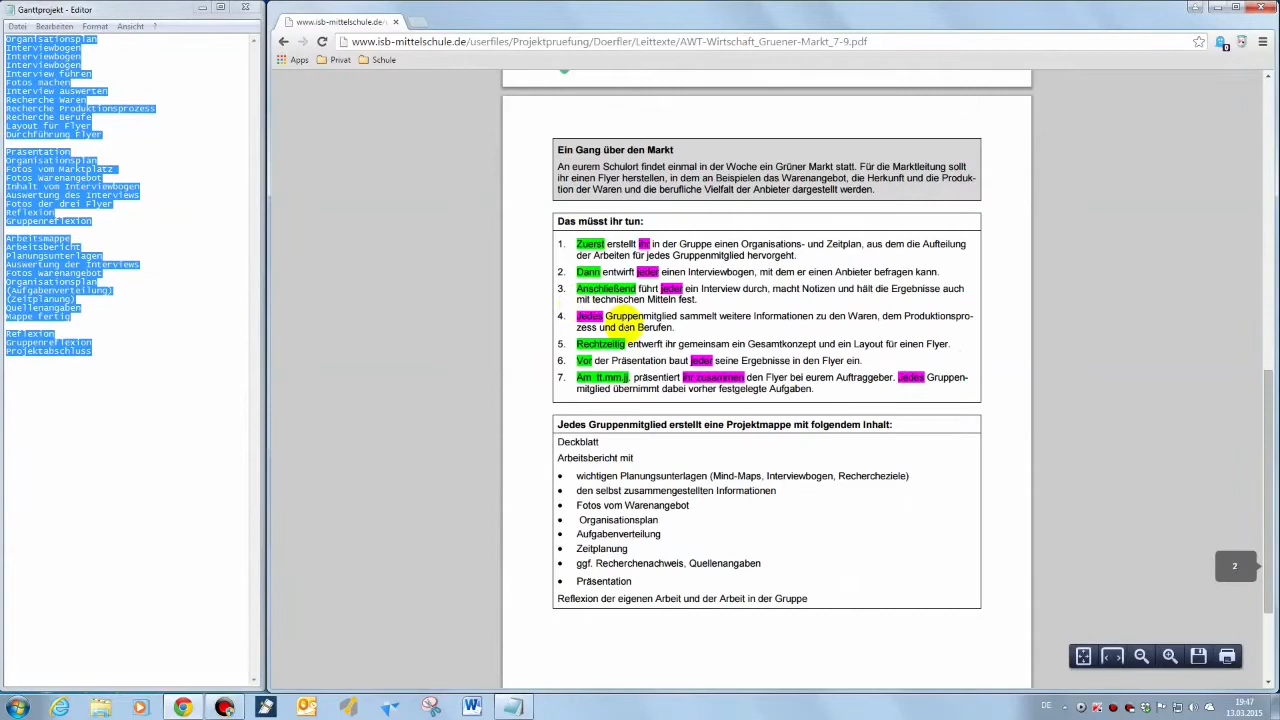 Ganttprojekt - Editor
Datei Bearbeiten Format Ansicht ?
Organisationsplan
Interviewbogen
Interviewbogen
Interviewbogen
Interview führen
Fotos machen
Interview auswerten
Recherche Waren
Recherche Produktionsprozess
Recherche Berufe
Layout für Flyer
Durchführung Flyer
Präsentation
Organisationsplan
Fotos vom Marktplatz
Fotos Warenangebot
Inhalt vom Interviewbogen
Auswertung des Interviews
Fotos der drei Flyer
Reflexion
Gruppenreflexion
Arbeitsmappe
Arbeitsbericht
Planungsunterlagen
Auswertung der Interviews
Fotos Warenangebot
Organisationsplan
(Aufgabenverteilung)
(Zeitplanung)
Quellenangaben
Mappe fertig
Reflexion
Gruppenreflexion
Projektabschluss
www.isb-mittelschule.de/u
www.isb-mittelschule.de/userfiles/Projektpruefung/Doerfler/Leittexte/AWT-Wirtschaft_Gruener-Markt_7-9.pdf
Apps Privat Schule
Ein Gang über den Markt
An eurem Schulort findet einmal in der Woche ein Grüner Markt statt. Für die Marktleitung sollt
ihr einen Flyer herstellen, in dem an Beispielen das Warenangebot, die Herkunft und die Produk-
tion der Waren und die berufliche Vielfalt der Anbieter dargestellt werden.
Das müsst ihr tun:
1. Zuerst erstellt ihr in der Gruppe einen Organisations- und Zeitplan, aus dem die Aufteilung
der Arbeiten für jedes Gruppenmitglied hervorgeht.
2. Dann entwirft jeder einen Interviewbogen, mit dem er einen Anbieter befragen kann.
3. Anschließend führt jeder ein Interview durch, macht Notizen und hält die Ergebnisse auch
mit technischen Mitteln fest.
4. Jedes Gruppenmitglied sammelt weitere Informationen zu den Waren, dem Produktionspro-
zess und den Berufen.
5. Rechtzeitig entwerft ihr gemeinsam ein Gesamtkonzept und ein Layout für einen Flyer.
6. Vor der Präsentation baut jeder seine Ergebnisse in den Flyer ein.
7. Am tt.mm.jj. präsentiert ihr zusammen den Flyer bei eurem Auftraggeber. Jedes Gruppen-
mitglied übernimmt dabei vorher festgelegte Aufgaben.
Jedes Gruppenmitglied erstellt eine Projektmappe mit folgendem Inhalt:
Deckblatt
Arbeitsbericht mit
• wichtigen Planungsunterlagen (Mind-Maps, Interviewbogen, Rechercheziele)
• den selbst zusammengestellten Informationen
• Fotos vom Warenangebot
• Organisationsplan
• Aufgabenverteilung
• Zeitplanung
• ggf. Recherchenachweis, Quellenangaben
• Präsentation
Reflexion der eigenen Arbeit und der Arbeit in der Gruppe
2
DE
19:47
13.03.2015